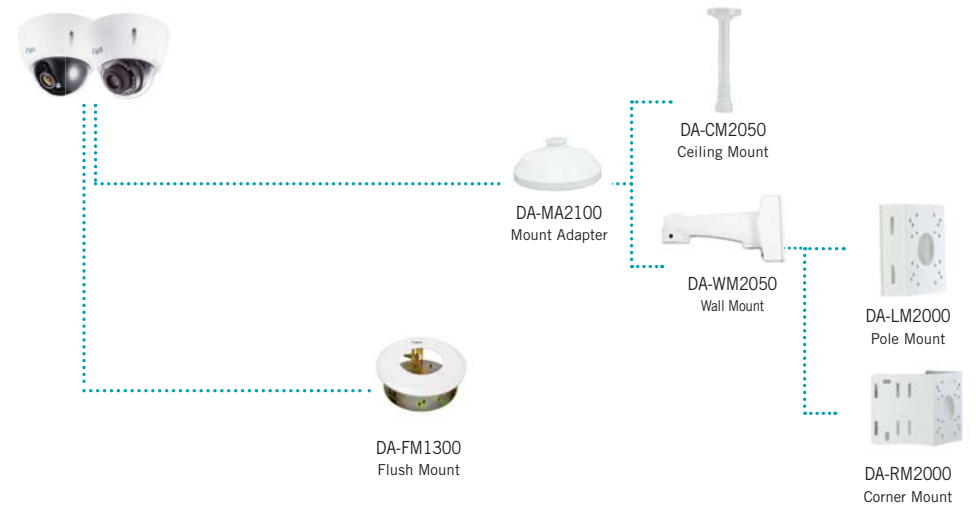 DA-CM2050
Ceiling Mount
DA-MA2100
Mount Adapter
DA-WM2050
Wall Mount
DA-LM2000
Pole Mount
DA-FM1300
Flush Mount
DA-RM2000
Corner Mount